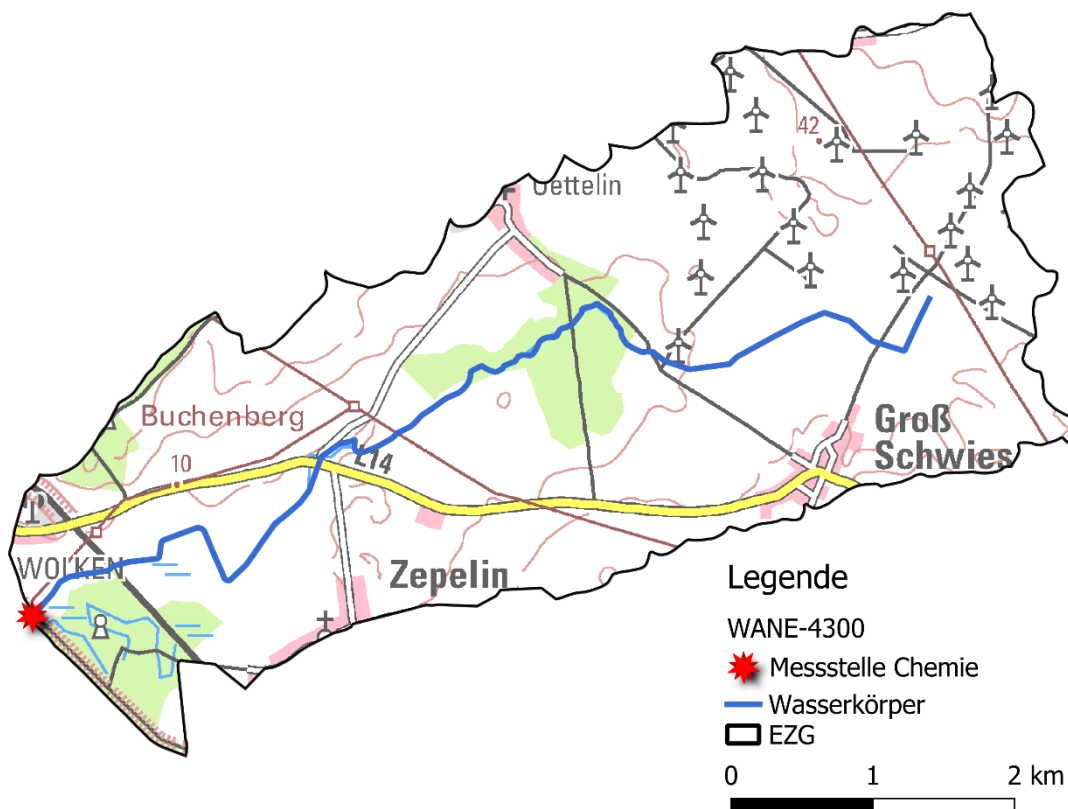 42
Oettelin
Buchenberg
Groß
Schwies
L14
10
WOLKEN
Zepelin
Legende
WANE-4300
Messstelle Chemie
Wasserkörper
EZG
0 1 2 km